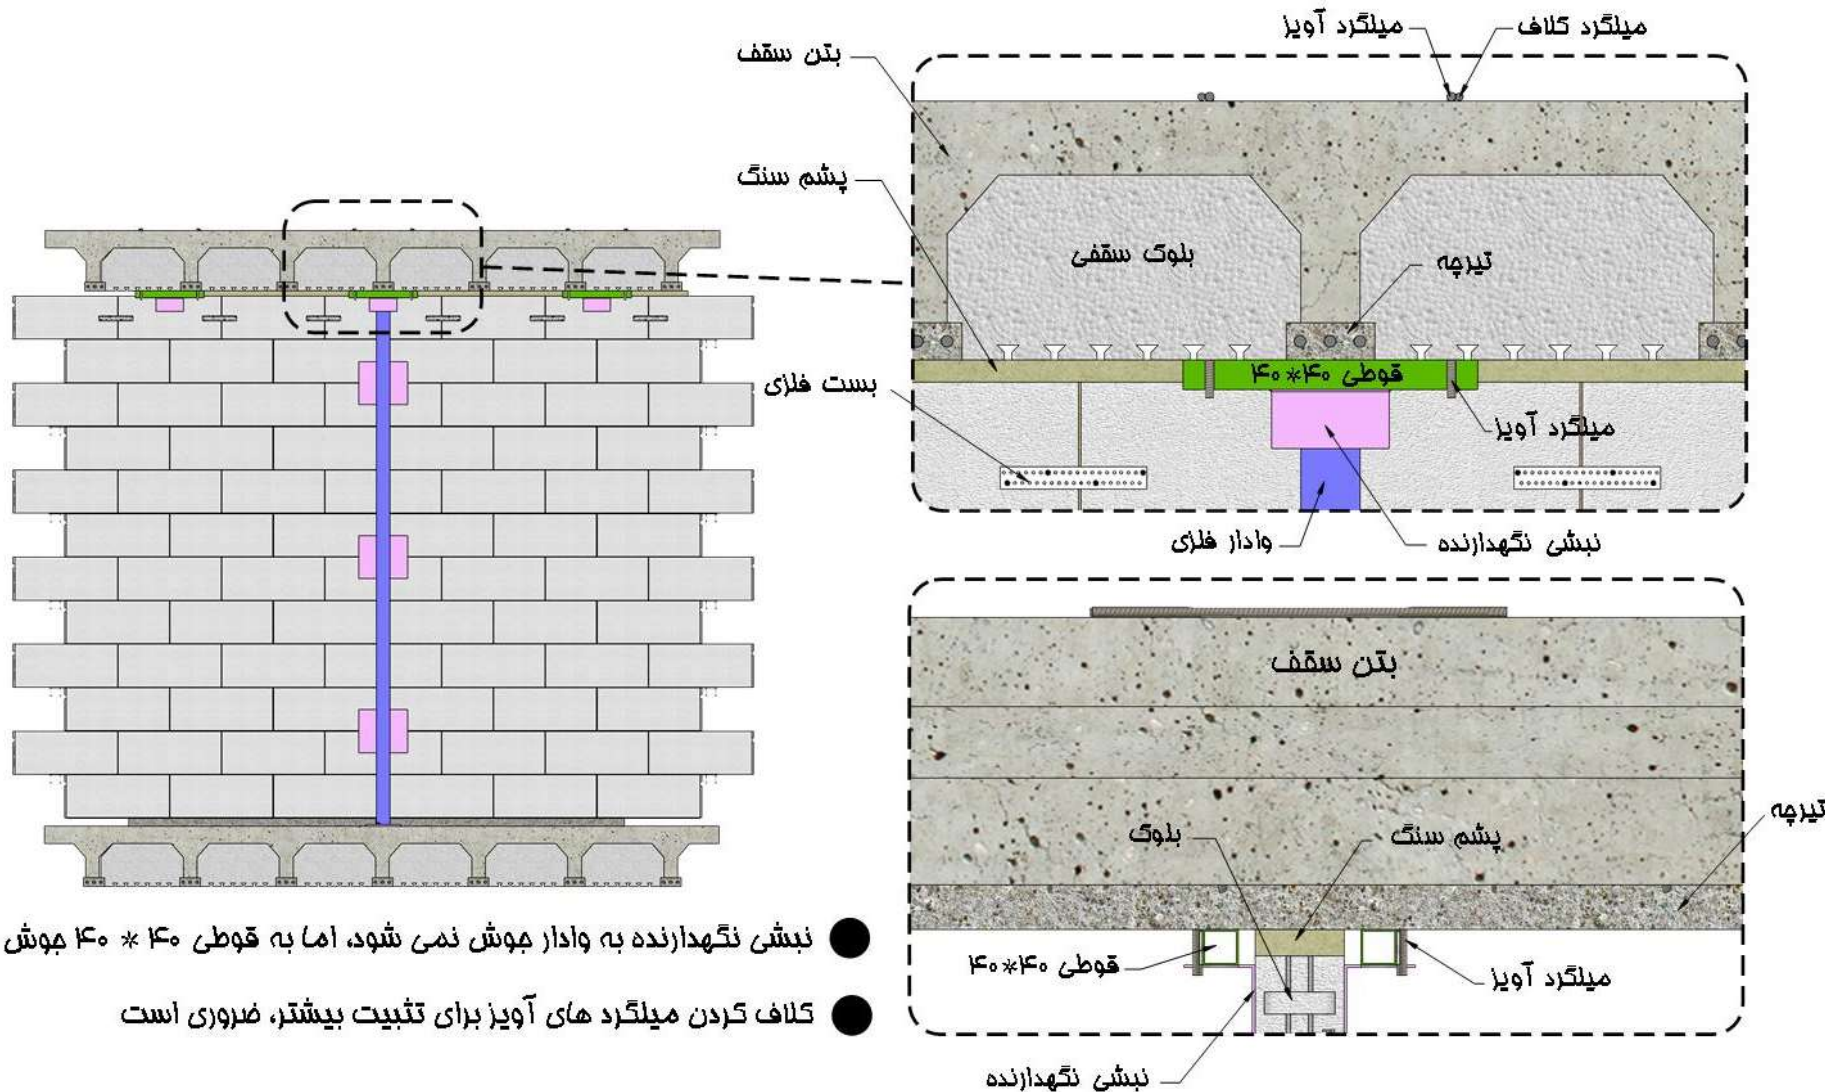 میلگرد آویز
میلگرد کلاف
بتن سقف
پشم سنگ
بلوک سقفی
تیرچه
قوطی ۴۰*۴۰
بست فلزی
میلگرد آویز
وادار فلزی
نبشی نگهدارنده
بتن سقف
بلوک
پشم سنگ
تیرچه
قوطی ۴۰*۴۰
میلگرد آویز
نبشی نگهدارنده
نبشی نگهدارنده به وادار جوش نمی شود، اما به قوطی ۴۰ * ۴۰ جوش
کلاف کردن میلگرد های آویز برای تثبیت بیشتر، ضروری است